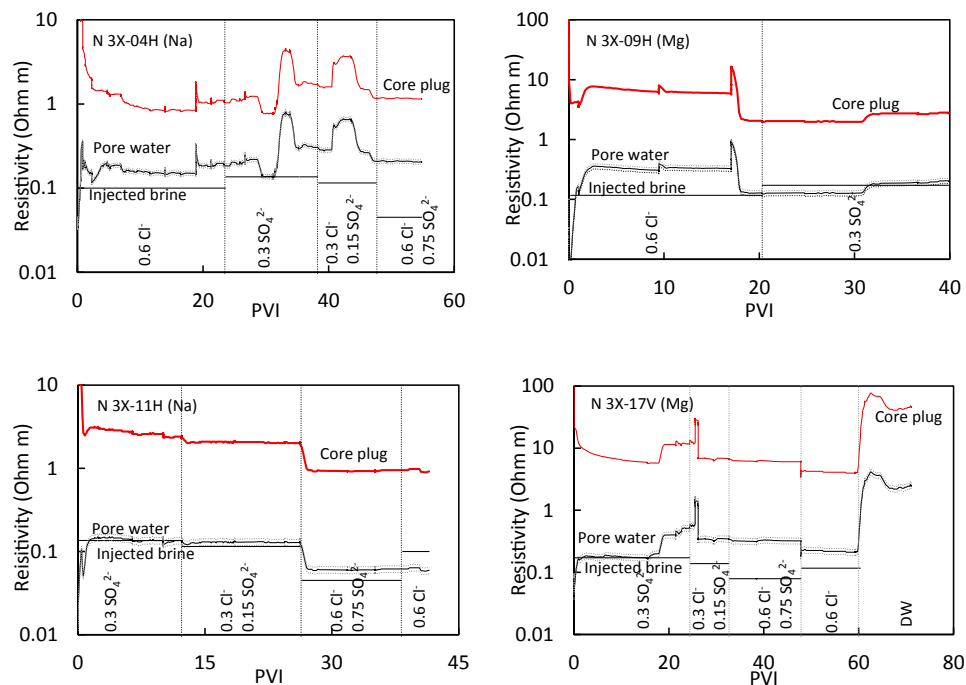 10
N 3X-04H (Na)
Core plug
1
Resistivity (Ohm m)
Pore water
0.1
Injected brine
0.6 Cl-
0.3 SO₄²⁻
0.3 Cl-
0.15 SO₄²⁻
0.6 Cl-
0.75 SO₄²⁻
0.01
0 20 40 60
PVI
100
N 3X-09H (Mg)
10
Core plug
Resistivity (Ohm m)
1
Pore water
Injected brine
0.1
0.6 Cl-
0.3 SO₄²⁻
0.01
0 10 20 30 40
PVI
10
N 3X-11H (Na)
Core plug
1
Reisitivity (Ohm m)
Pore water
0.1
Injected brine
0.3 SO₄²⁻
0.3 Cl-
0.15 SO₄²⁻
0.6 Cl-
0.75 SO₄²⁻
0.6 Cl-
0.01
0 15 30 45
PVI
100
N 3X-17V (Mg)
Core plug
10
Resistivity (Ohm m)
1
Pore water
Injected brine
0.1
0.3 SO₄²⁻
0.3 Cl-
0.15 SO₄²⁻
0.6 Cl-
0.75 SO₄²⁻
0.6 Cl-
DW
0.01
0 20 40 60 80
PVI